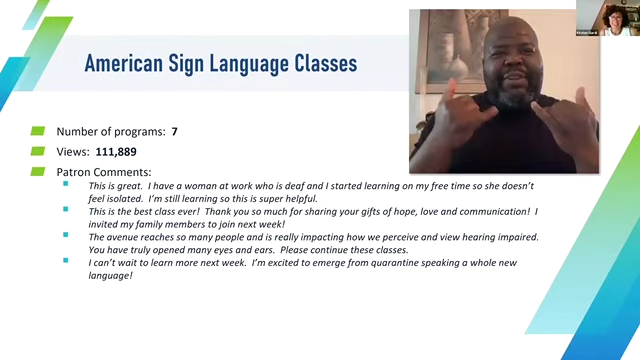 American Sign Language Classes
Number of programs: 7
Views: 111,889
Patron Comments:
This is great. I have a woman at work who is deaf and I started learning on my free time so she doesn't
feel isolated. I'm still learning so this is super helpful.
This is the best class ever! Thank you so much for sharing your gifts of hope, love and communication! I
invited my family members to join next week!
The avenue reaches so many people and is really impacting how we perceive and view hearing impaired.
You have truly opened many eyes and ears. Please continue these classes.
I can't wait to learn more next week. I'm excited to emerge from quarantine speaking a whole new
language!